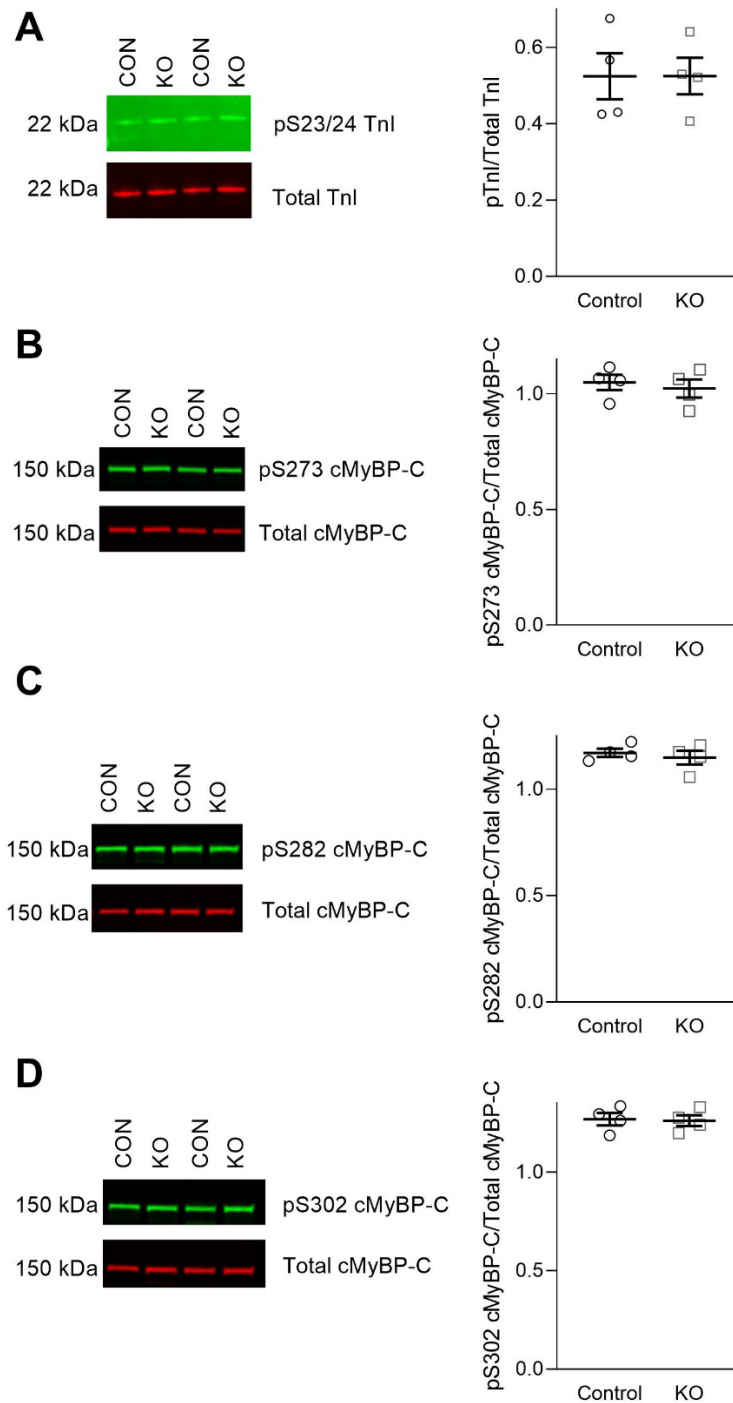 A
CON
KO
CON
KO
22 kDa
pS23/24 TnI
22 kDa
Total TnI
pTnI/Total TnI
0.6
0.4
0.2
0.0
Control
KO
B
CON
KO
CON
KO
150 kDa
pS273 cMyBP-C
150 kDa
Total cMyBP-C
pS273 cMyBP-C/Total cMyBP-C
1.0
0.5
0.0
Control
KO
C
CON
KO
CON
KO
150 kDa
pS282 cMyBP-C
150 kDa
Total cMyBP-C
pS282 cMyBP-C/Total cMyBP-C
1.0
0.5
0.0
Control
KO
D
CON
KO
CON
KO
150 kDa
pS302 cMyBP-C
150 kDa
Total cMyBP-C
pS302 cMyBP-C/Total cMyBP-C
1.0
0.5
0.0
Control
KO